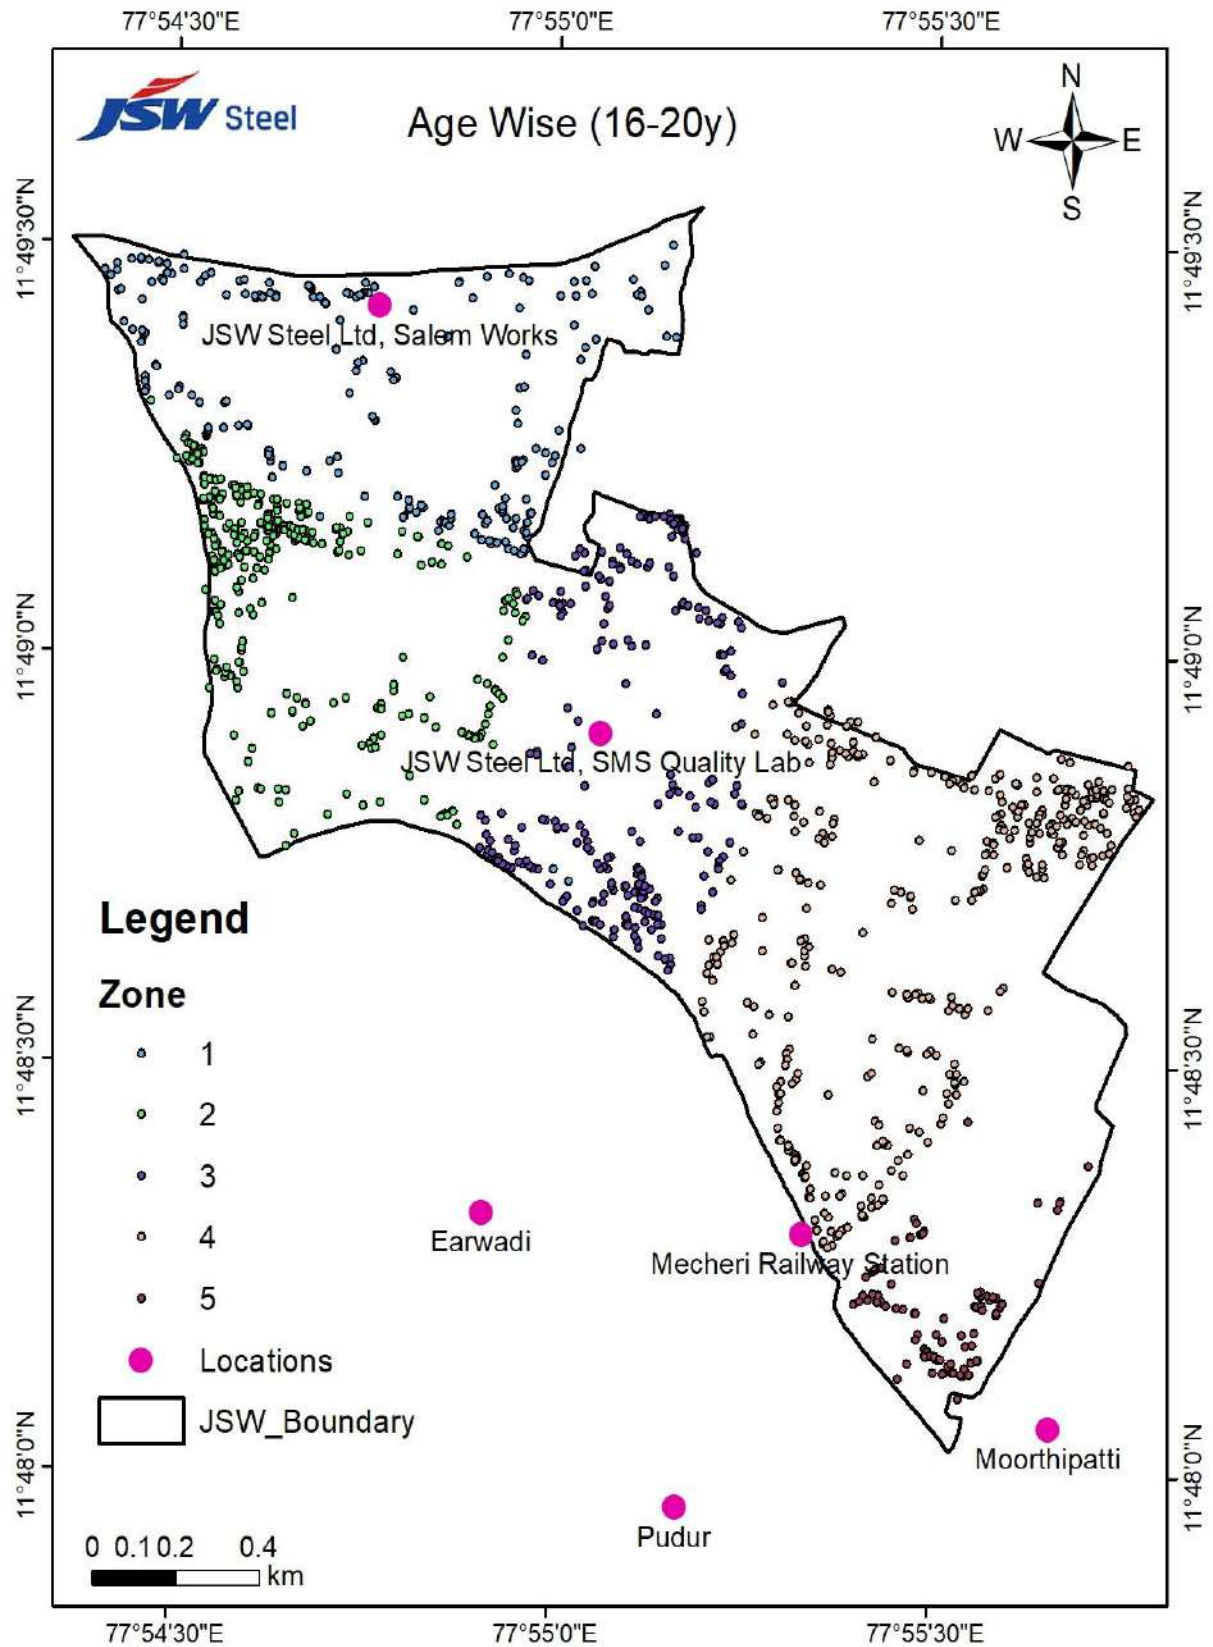 77°54'30"E 77°55'0"E 77°55'30"E
JSW Steel
Age Wise (16-20y)
N
W E
S
11°49'30"N
11°49'30"N
JSW Steel Ltd, Salem Works
11°49'0"N
11°49'0"N
JSW Steel Ltd, SMS Quality Lab
Legend
Zone
1
2
3
4
5
Locations
JSW_Boundary
11°48'30"N
11°48'30"N
Earwadi
Mecheri Railway Station
Moorthipatti
Pudur
11°48'0"N
11°48'0"N
0 0.1 0.2 0.4
km
77°54'30"E 77°55'0"E 77°55'30"E